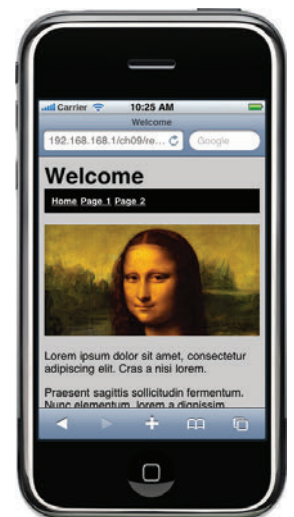 Carrier 10:25 AM
Welcome
192.168.168.1/ch09/re... Google
Welcome
Home Page 1 Page 2
Lorem ipsum dolor sit amet, consectetur
adipiscing elit. Cras a nisi lorem.
Praesent sagittis sollicitudin fermentum.
Nunc elementum, lorem a dignissim